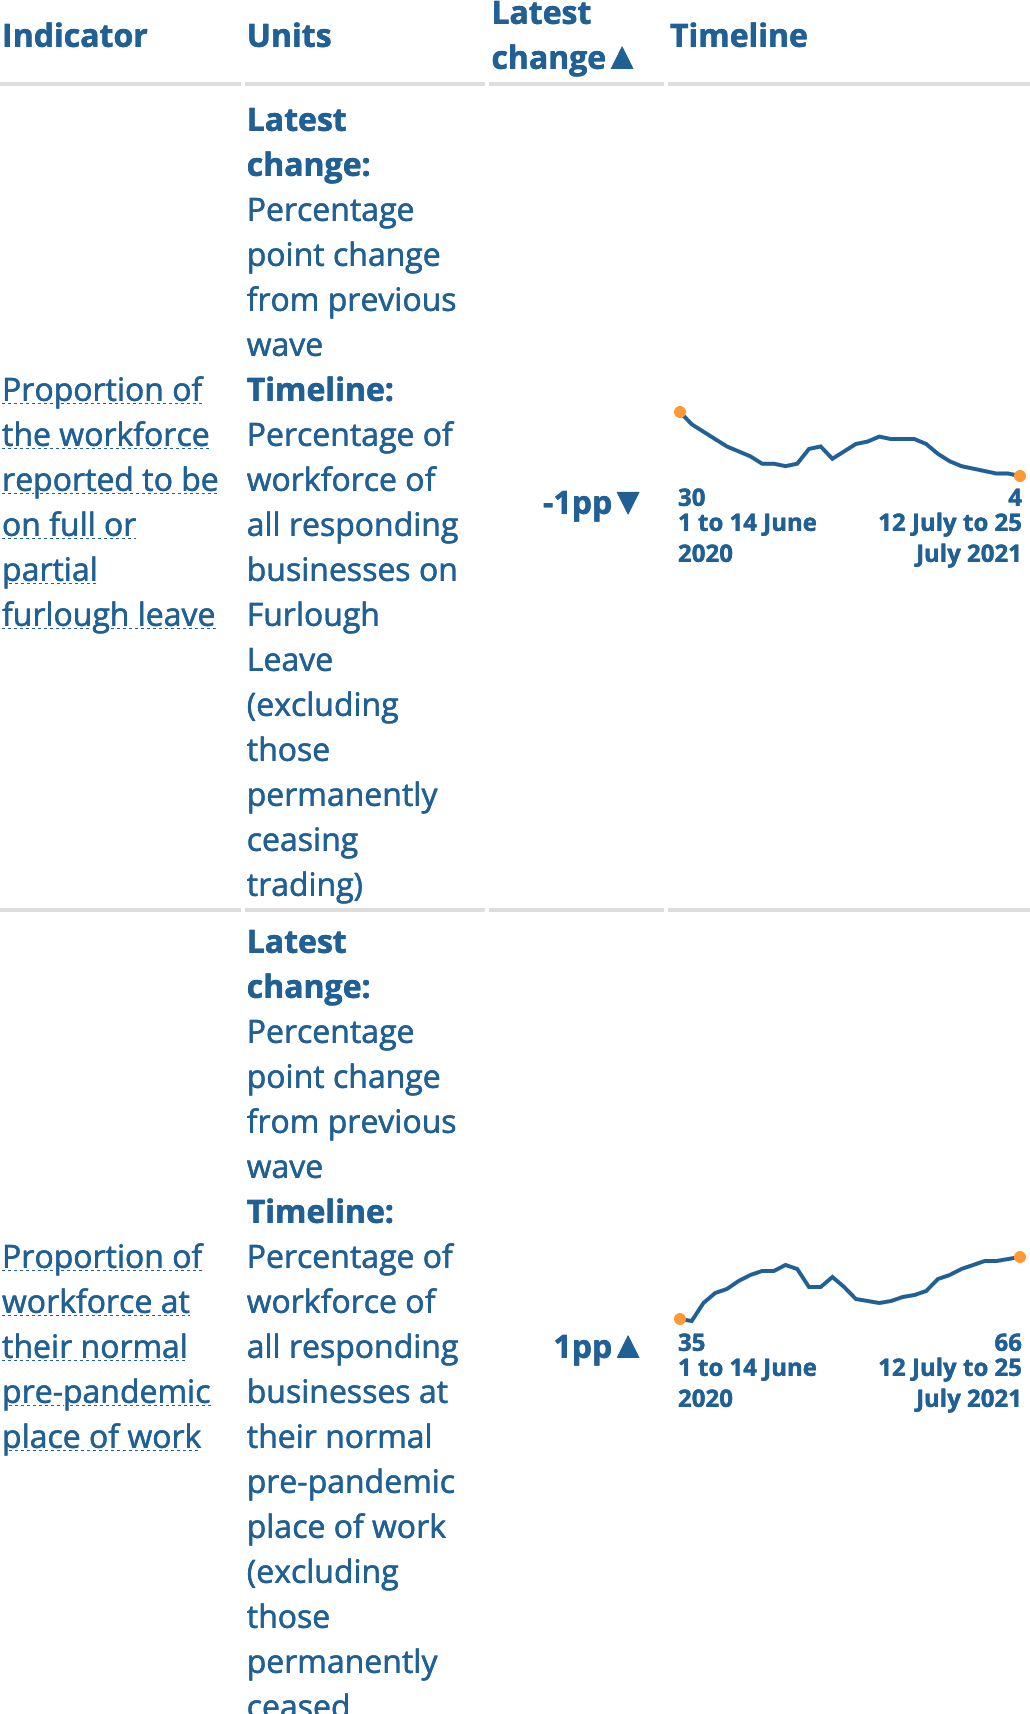 Indicator
Units
Latest
change▲
Timeline
Proportion of
the workforce
reported to be
on full or
partial
furlough leave
Latest
change:
Percentage
point change
from previous
wave
Timeline:
Percentage of
workforce of
all responding
businesses on
Furlough
Leave
(excluding
those
permanently
ceasing
trading)
-1pp▼
30
1 to 14 June
2020
4
12 July to 25
July 2021
Proportion of
workforce at
their normal
pre-pandemic
place of work
Latest
change:
Percentage
point change
from previous
wave
Timeline:
Percentage of
workforce of
all responding
businesses at
their normal
pre-pandemic
place of work
(excluding
those
permanently
ceased
1pp▲
35
1 to 14 June
2020
66
12 July to 25
July 2021